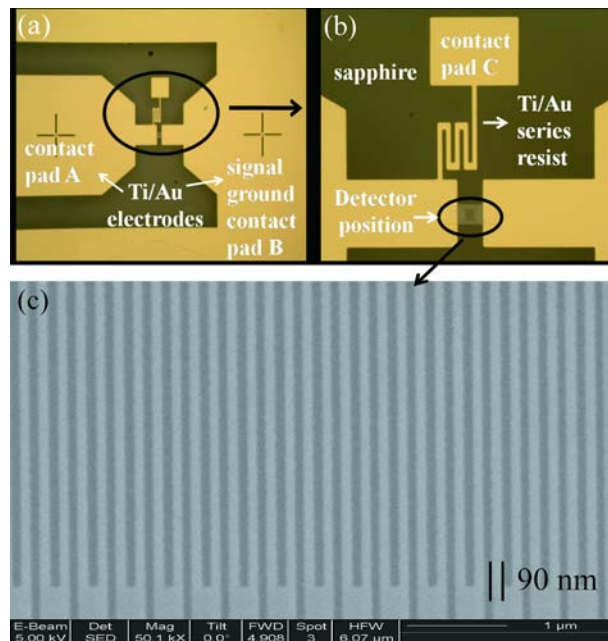 (a)
contact
pad A
Ti/Au
electrodes
signal
ground
contact
pad B
(b)
contact
pad C
sapphire
Ti/Au
series
resist
Detector
position
(c)
90 nm
E-Beam Det Mag Tilt FWD Spot HFW 1 µm
5.00 kV SED 50.1 kX 0.0° 4.908 3 6.07 µm